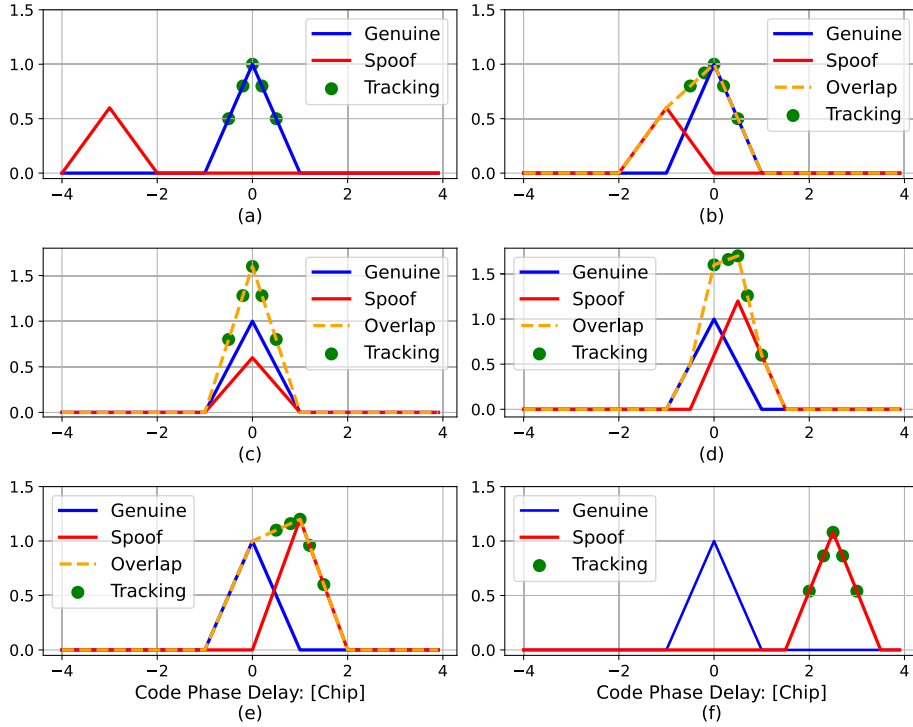 1.5
1.0
0.5
0.0
−4
−2
0
2
4
Genuine
Spoof
Tracking
(a)
1.5
1.0
0.5
0.0
−4
−2
0
2
4
Genuine
Spoof
Overlap
Tracking
(b)
1.5
1.0
0.5
0.0
−4
−2
0
2
4
Genuine
Spoof
Overlap
Tracking
(c)
1.5
1.0
0.5
0.0
−4
−2
0
2
4
Genuine
Spoof
Overlap
Tracking
(d)
1.5
1.0
0.5
0.0
−4
−2
0
2
4
Genuine
Spoof
Overlap
Tracking
Code Phase Delay: [Chip]
(e)
1.5
1.0
0.5
0.0
−4
−2
0
2
4
Genuine
Spoof
Tracking
Code Phase Delay: [Chip]
(f)